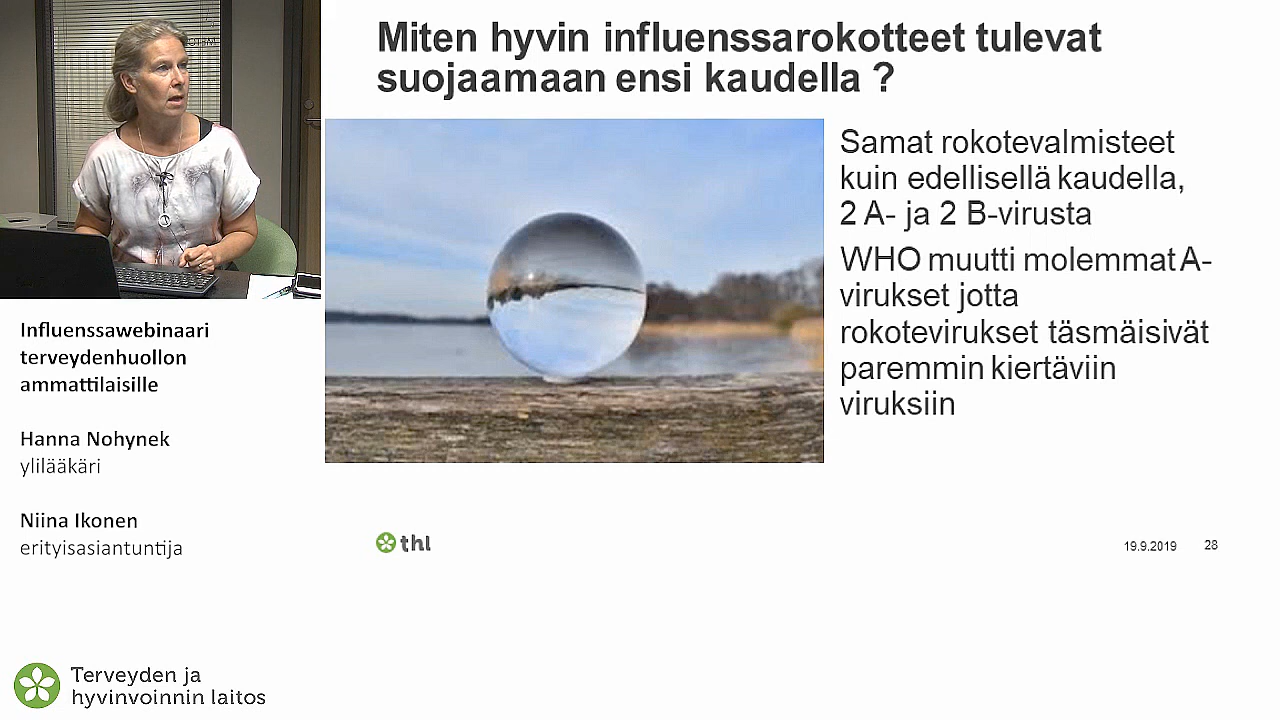 Miten hyvin influenssarokotteet tulevat
suojaamaan ensi kaudella ?
Samat rokotevalmisteet
kuin edellisellä kaudella,
2 A- ja 2 B-virusta
WHO muutti molemmat A-
virukset jotta
rokotevirukset täsmäisivät
paremmin kiertäviin
viruksiin
Influenssawebinaari
terveydenhuollon
ammattilaisille
Hanna Nohynek
ylilääkäri
Niina Ikonen
erityisasiantuntija
thl
19.9.2019
28
Terveyden ja
hyvinvoinnin laitos